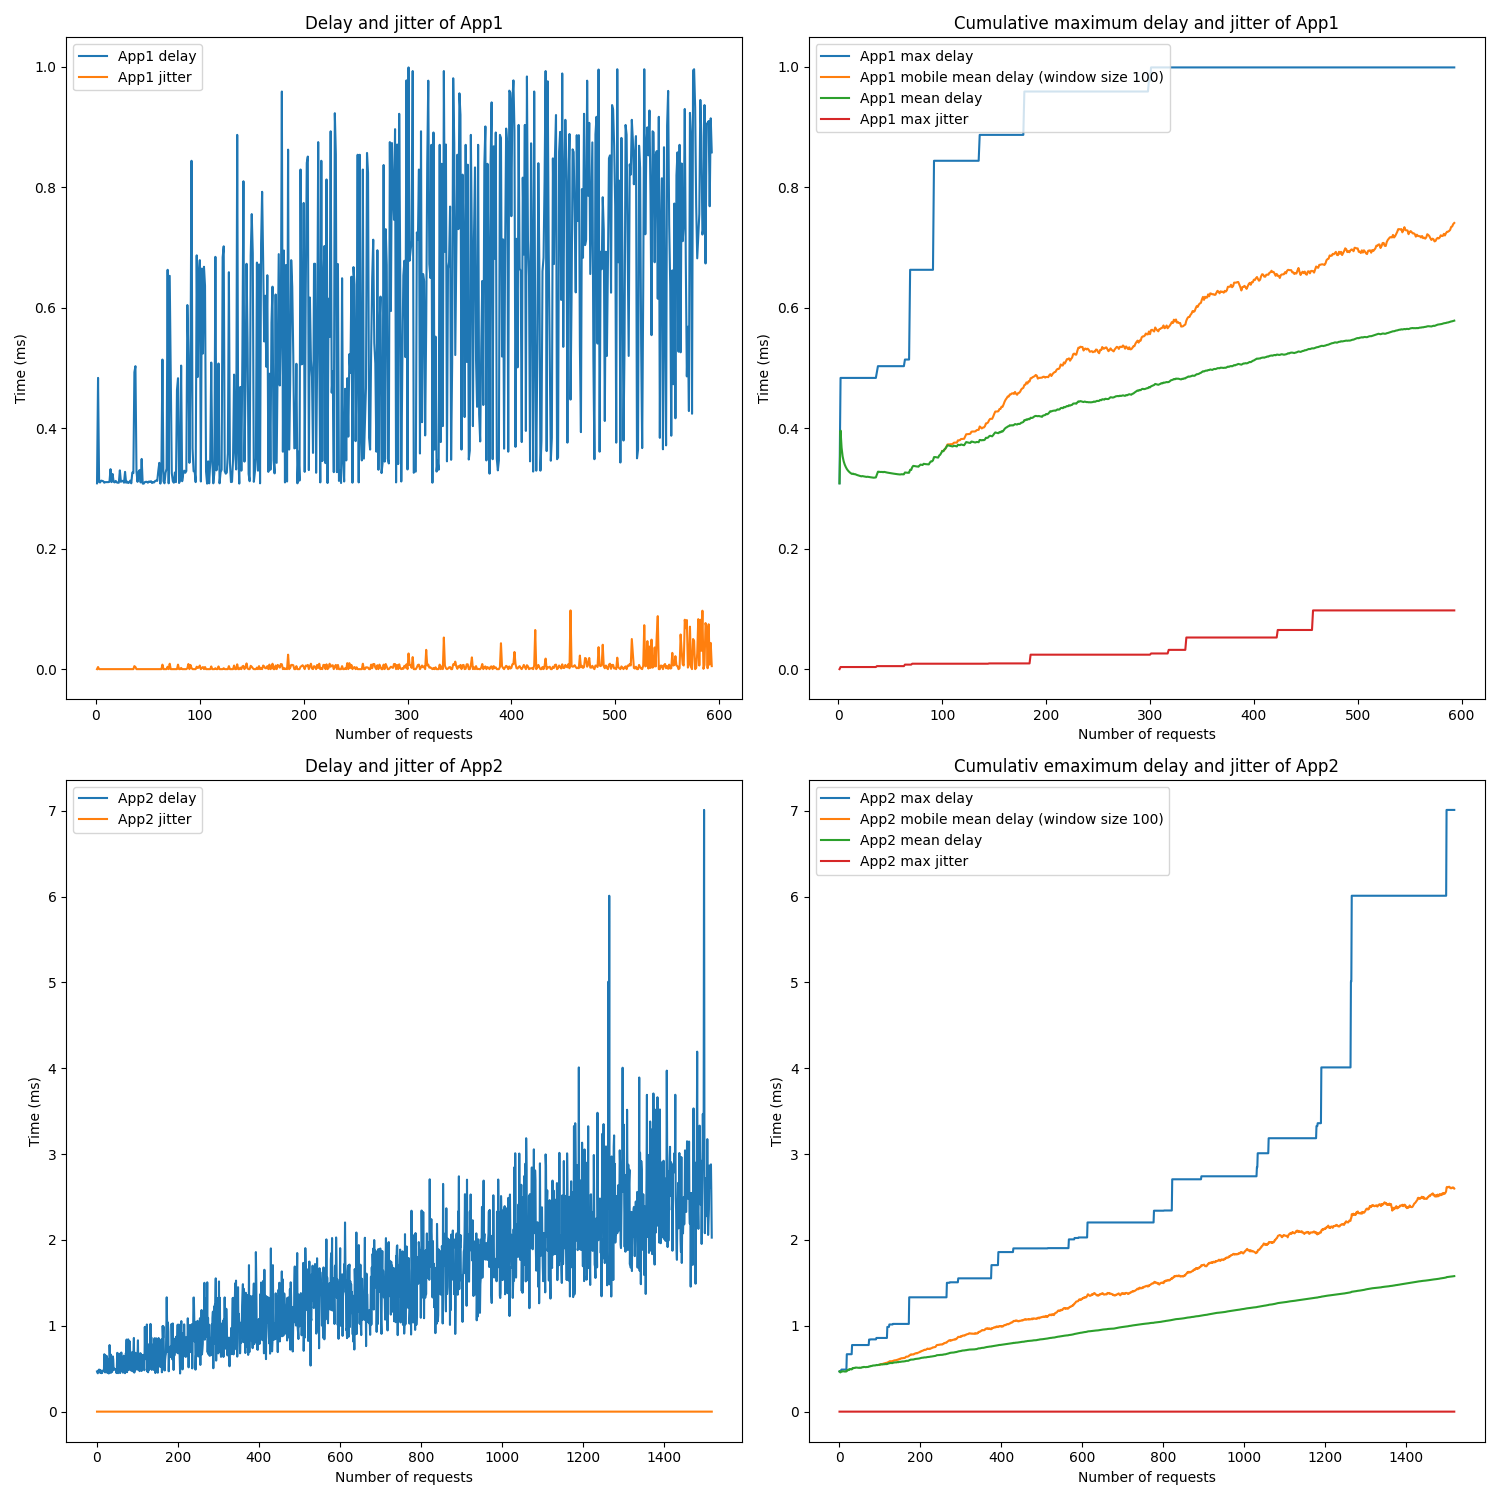 Delay and jitter of App1
App1 delay
App1 jitter
1.0
0.8
0.6
0.4
0.2
0.0
Time (ms)
0 100 200 300 400 500 600
Number of requests
Cumulative maximum delay and jitter of App1
App1 max delay
App1 mobile mean delay (window size 100)
App1 mean delay
App1 max jitter
1.0
0.8
0.6
0.4
0.2
0.0
Time (ms)
0 100 200 300 400 500 600
Number of requests
Delay and jitter of App2
App2 delay
App2 jitter
7
6
5
4
3
2
1
0
Time (ms)
0 200 400 600 800 1000 1200 1400
Number of requests
Cumulativ emaximum delay and jitter of App2
App2 max delay
App2 mobile mean delay (window size 100)
App2 mean delay
App2 max jitter
7
6
5
4
3
2
1
0
Time (ms)
0 200 400 600 800 1000 1200 1400
Number of requests